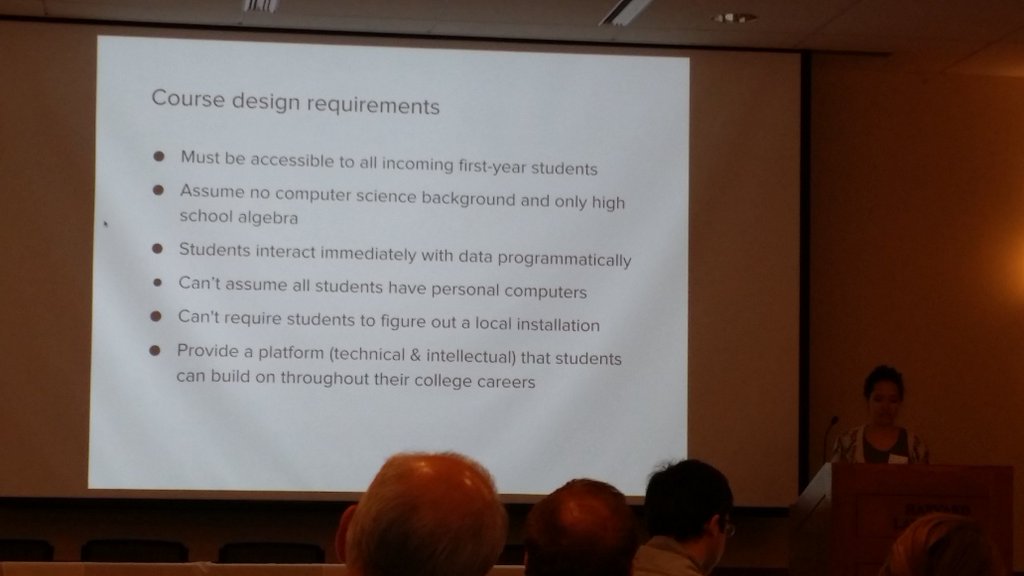 Course design requirements
● Must be accessible to all incoming first-year students
● Assume no computer science background and only high
school algebra
● Students interact immediately with data programmatically
● Can't assume all students have personal computers
● Can't require students to figure out a local installation
● Provide a platform (technical & intellectual) that students
can build on throughout their college careers